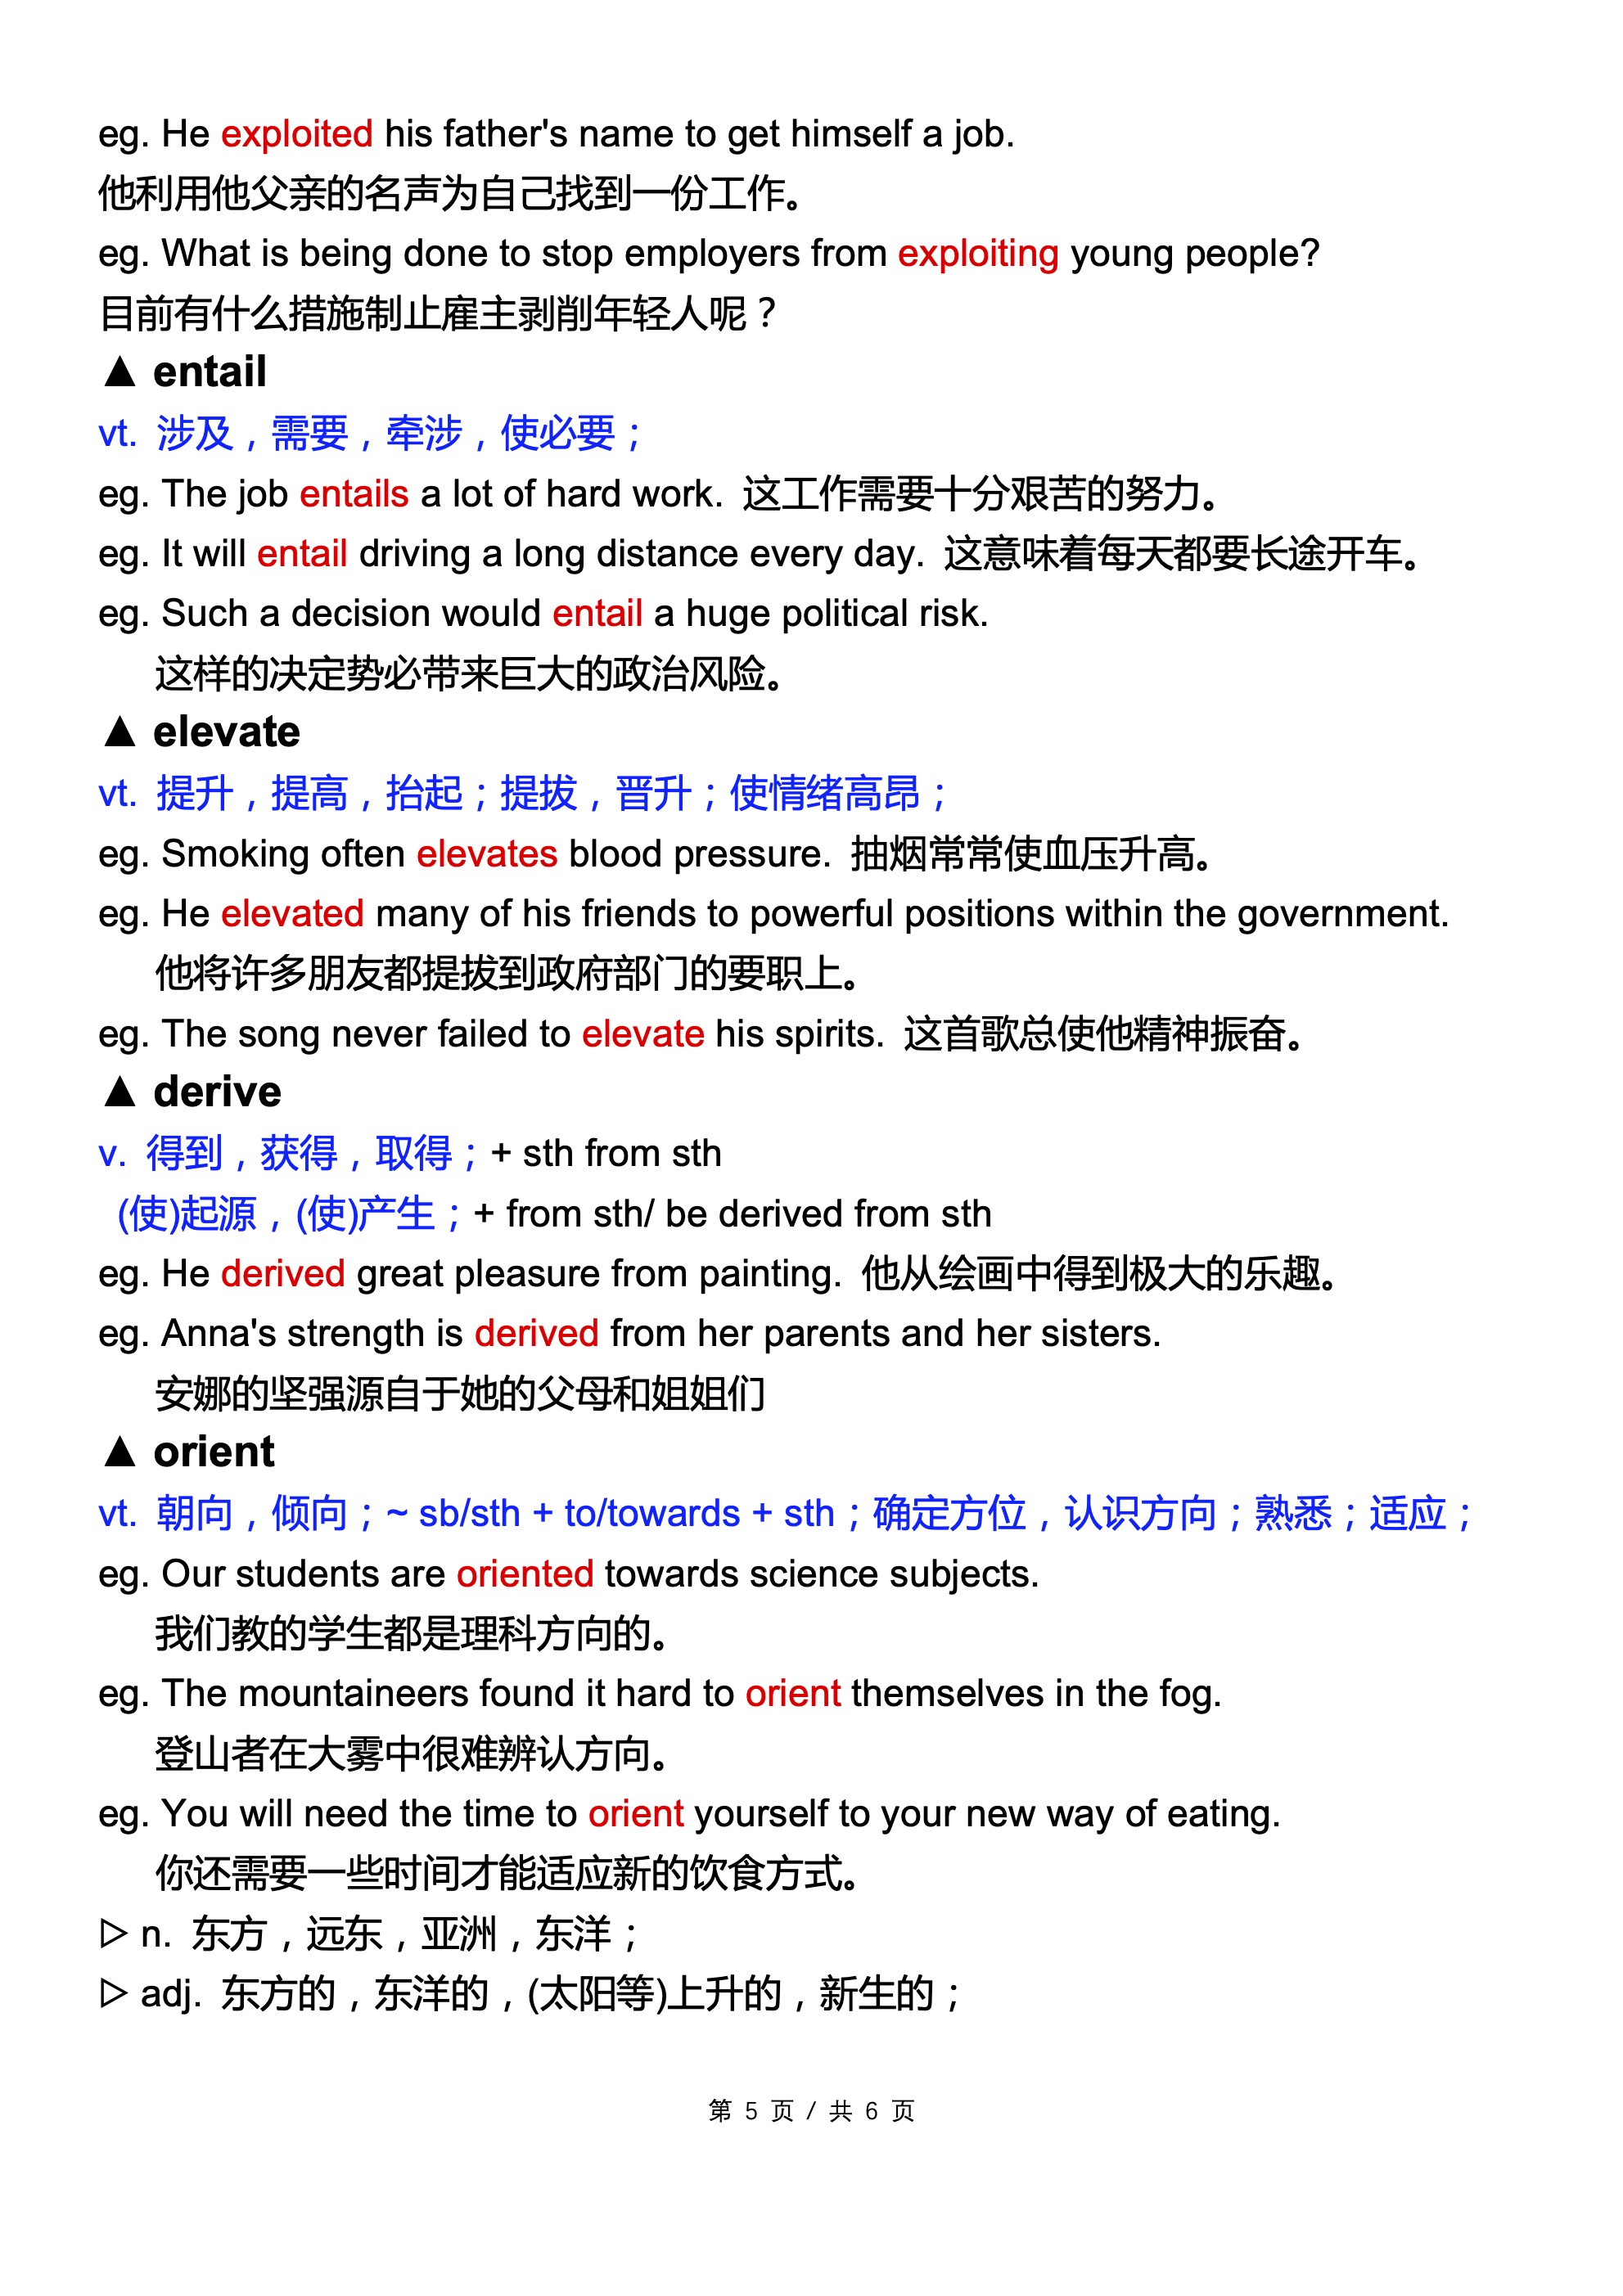 eg. He exploited his father's name to get himself a job.
他利用他父亲的名声为自己找到一份工作。
eg. What is being done to stop employers from exploiting young people?
目前有什么措施制止雇主剥削年轻人呢？
▲ entail
vt. 涉及，需要，牵涉，使必要；
eg. The job entails a lot of hard work. 这工作需要十分艰苦的努力。
eg. It will entail driving a long distance every day. 这意味着每天都要长途开车。
eg. Such a decision would entail a huge political risk.
这样的决定势必带来巨大的政治风险。
▲ elevate
vt. 提升，提高，抬起；提拔，晋升；使情绪高昂；
eg. Smoking often elevates blood pressure. 抽烟常常使血压升高。
eg. He elevated many of his friends to powerful positions within the government.
他将许多朋友都提拔到政府部门的要职上。
eg. The song never failed to elevate his spirits. 这首歌总使他精神振奋。
▲ derive
v. 得到，获得，取得；+ sth from sth
(使)起源，(使)产生；+ from sth/ be derived from sth
eg. He derived great pleasure from painting. 他从绘画中得到极大的乐趣。
eg. Anna's strength is derived from her parents and her sisters.
安娜的坚强源自于她的父母和姐姐们
▲ orient
vt. 朝向，倾向；~ sb/sth + to/towards + sth；确定方位，认识方向；熟悉；适应；
eg. Our students are oriented towards science subjects.
我们教的学生都是理科方向的。
eg. The mountaineers found it hard to orient themselves in the fog.
登山者在大雾中很难辨认方向。
eg. You will need the time to orient yourself to your new way of eating.
你还需要一些时间才能适应新的饮食方式。
▷ n. 东方，远东，亚洲，东洋；
▷ adj. 东方的，东洋的，(太阳等)上升的，新生的；
第 5 页 / 共 6 页